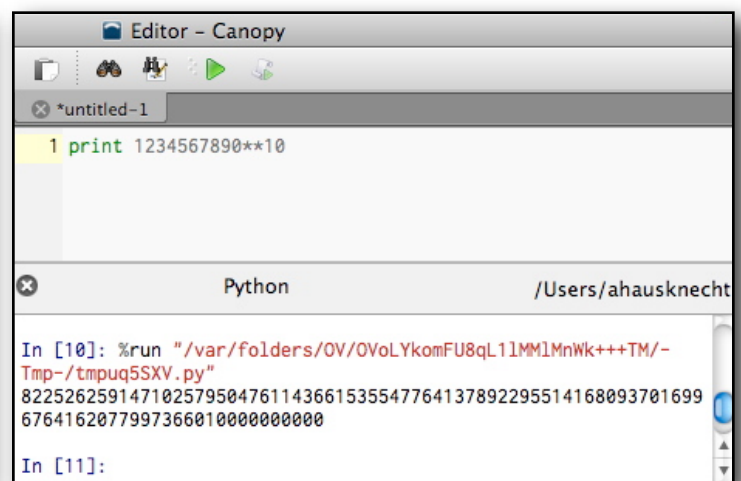 Editor – Canopy
*untitled-1
1 print 1234567890**10
Python /Users/ahausknecht
In [10]: %run "/var/folders/OV/OVoLYkomFU8qL1lMMlMnWk+++TM/-
Tmp-/tmpuq5SXV.py"
822526259147102579504761143661535547764137892295514168093701699
676416207799736601000000000
In [11]: